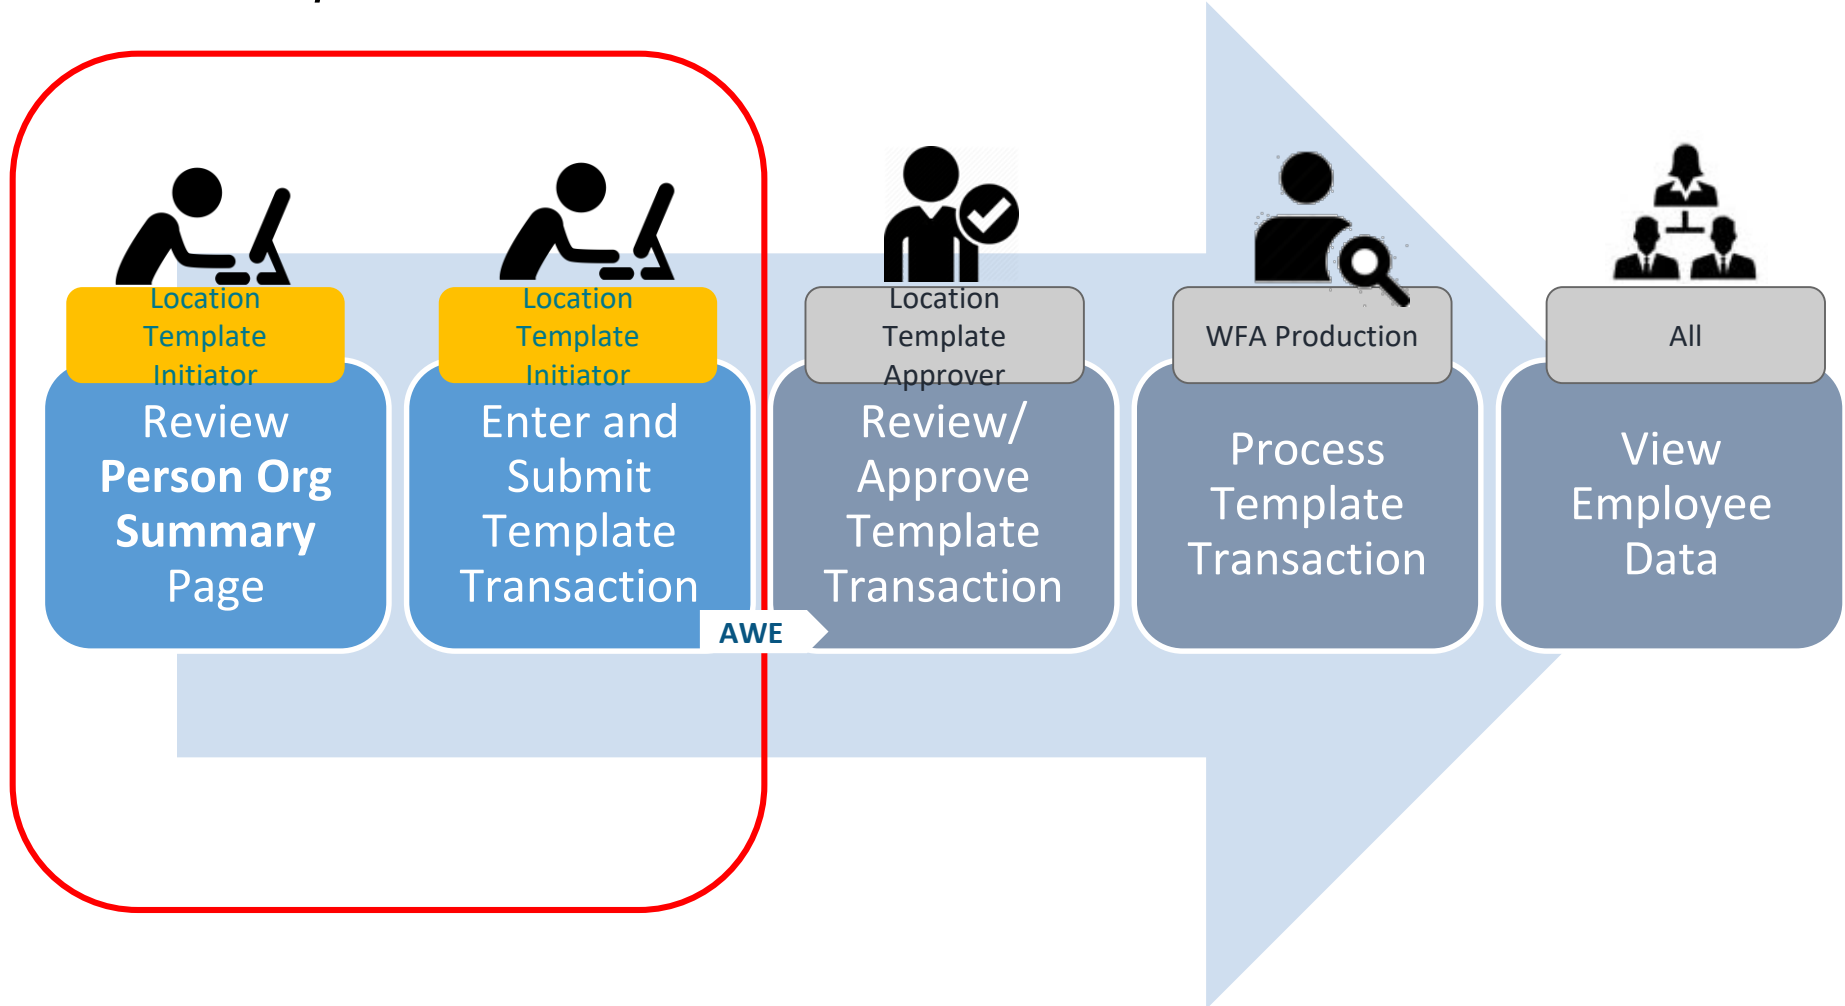 Location
Template
Initiator
Review
Person Org
Summary
Page
Location
Template
Initiator
Enter and
Submit
Template
Transaction
AWE
Location
Template
Approver
Review/
Approve
Template
Transaction
WFA Production
Process
Template
Transaction
All
View
Employee
Data